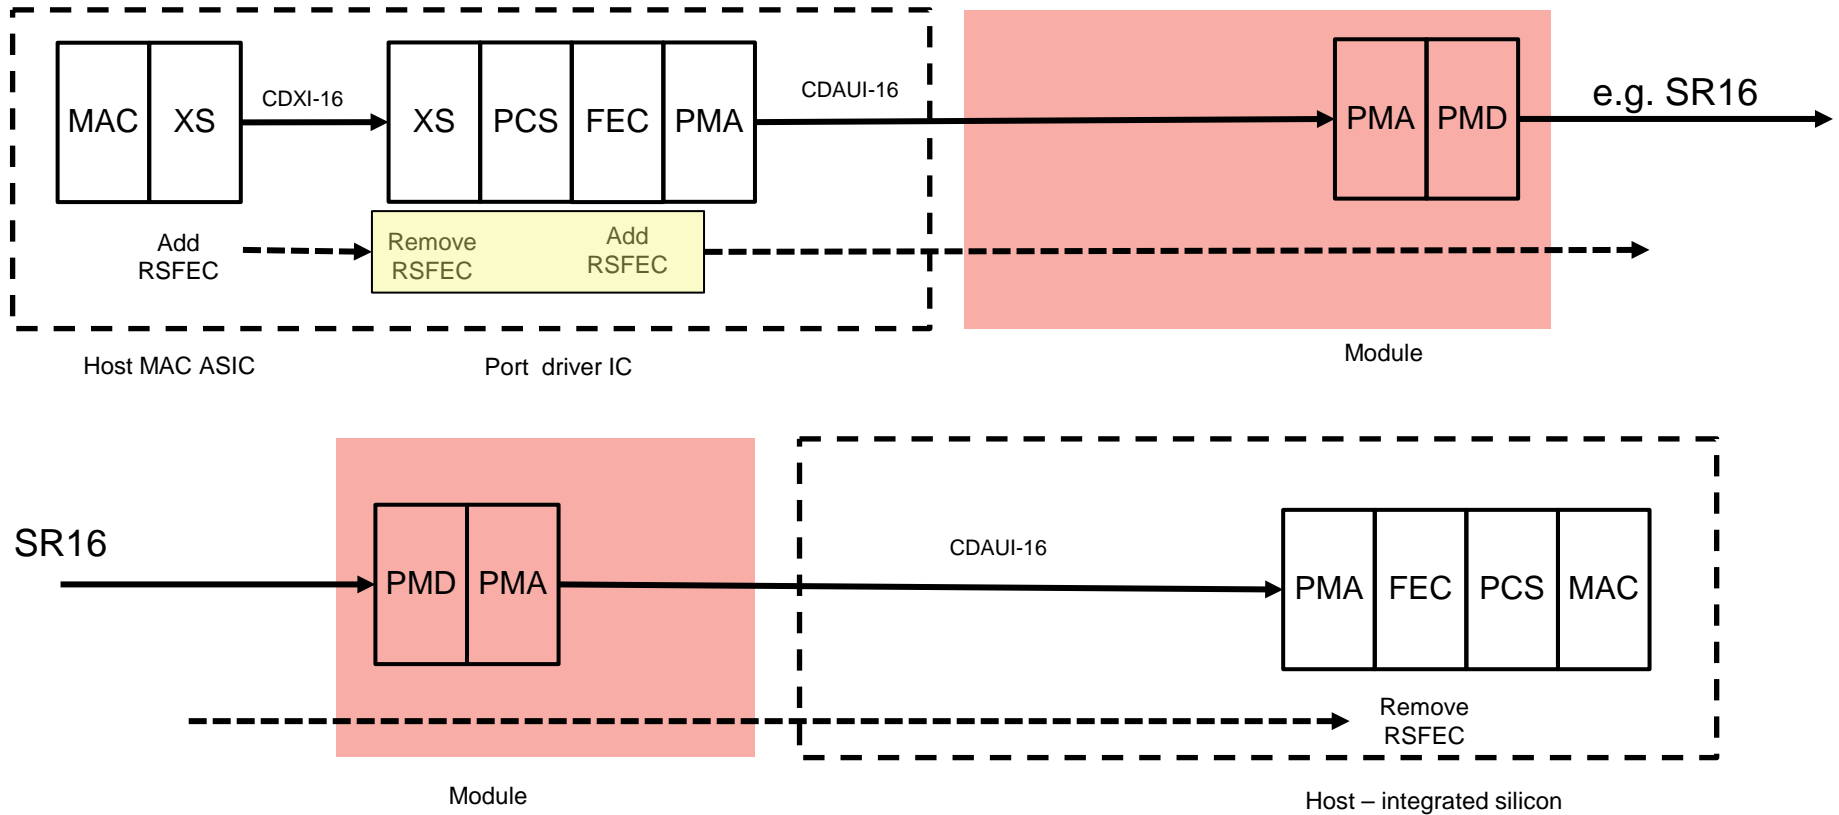 MAC XS
CDXI-16
XS PCS FEC PMA
CDAUI-16
PMA PMD
e.g. SR16
Add
RSFEC
Remove
RSFEC
Add
RSFEC
Host MAC ASIC
Port driver IC
Module
SR16
PMD PMA
CDAUI-16
PMA FEC PCS MAC
Remove
RSFEC
Module
Host – integrated silicon